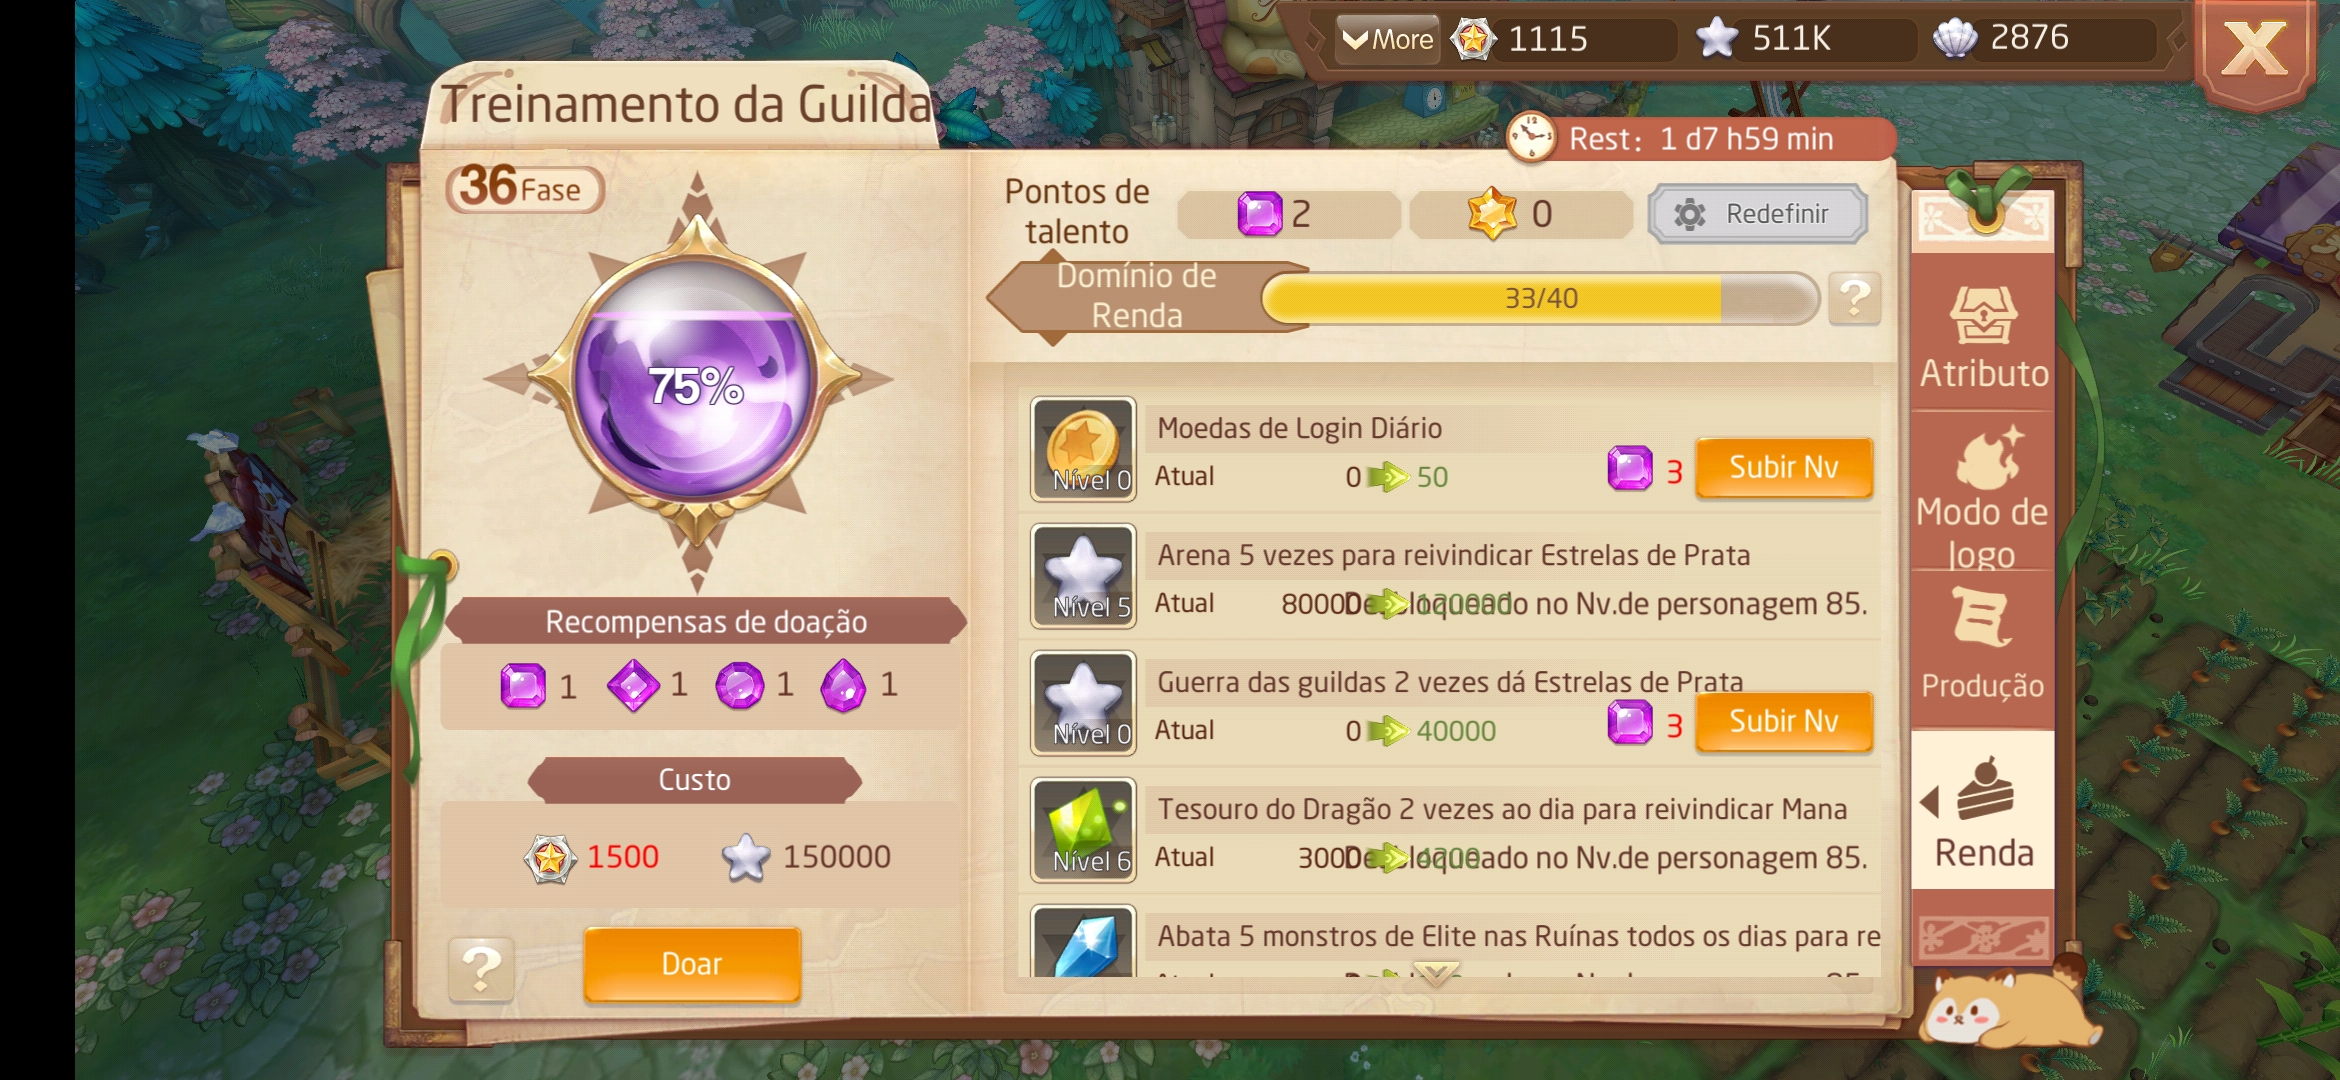 More
1115
511K
2876
X
Treinamento da Guilda
Rest: 1 d7 h59 min
36 Fase
Pontos de
talento
2
0
Redefinir
Domínio de
Renda
33/40
?
75%
Atributo
Modo de
Jogo
Produção
Renda
Moedas de Login Diário
Nível 0
Atual
0
50
3
Subir Nv
Arena 5 vezes para reivindicar Estrelas de Prata
Nível 5
Atual
80000
120000
Desbloqueado no Nv.de personagem 85.
Guerra das guildas 2 vezes dá Estrelas de Prata
Nível 0
Atual
0
40000
3
Subir Nv
Tesouro do Dragão 2 vezes ao dia para reivindicar Mana
Nível 6
Atual
3000
4200
Desbloqueado no Nv.de personagem 85.
Abata 5 monstros de Elite nas Ruínas todos os dias para re
Recompensas de doação
1
1
1
1
Custo
1500
150000
?
Doar